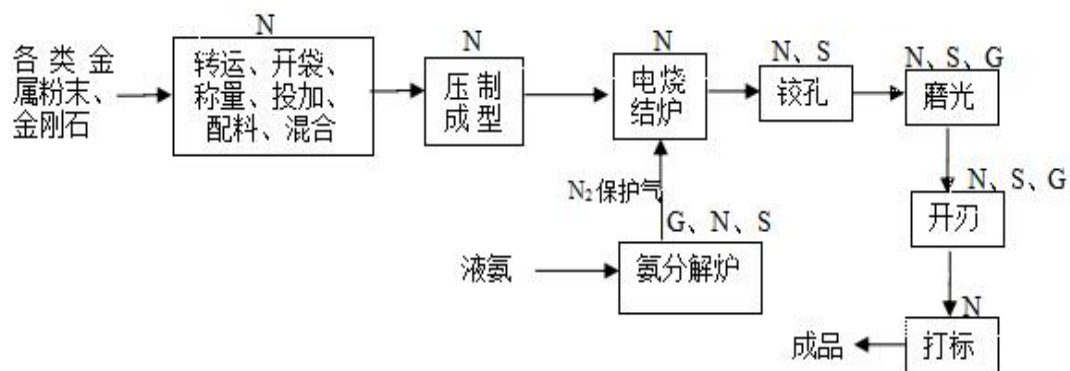 N
各类金
属粉末、
金刚石
转运、开袋、
称量、投加、
配料、混合
N
压制
成型
N
电烧
结炉
N、S
铰孔
N、S、G
磨光
N₂保护气
G、N、S
液氨
氨分解炉
N、S、G
开刃
N
打标
成品